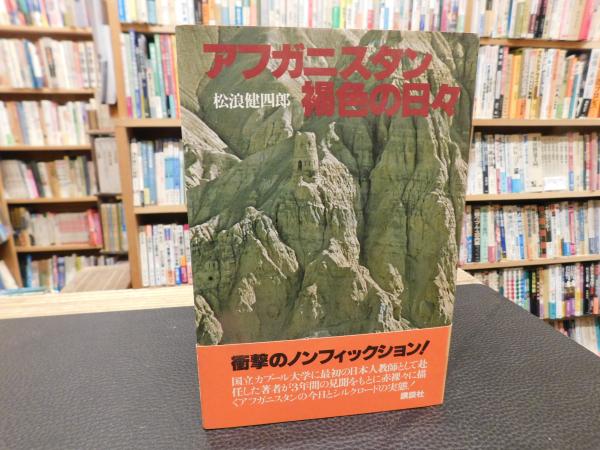 アフガニスタン
褐色の日々
松浪健四郎
衝撃のノンフィックション!
国立カブール大学に最初の日本人教師として赴
任した著者が3年間の見聞をもとに赤裸々に描
く〈アフガニスタンの今日とシルクロードの実態〉!
講談社